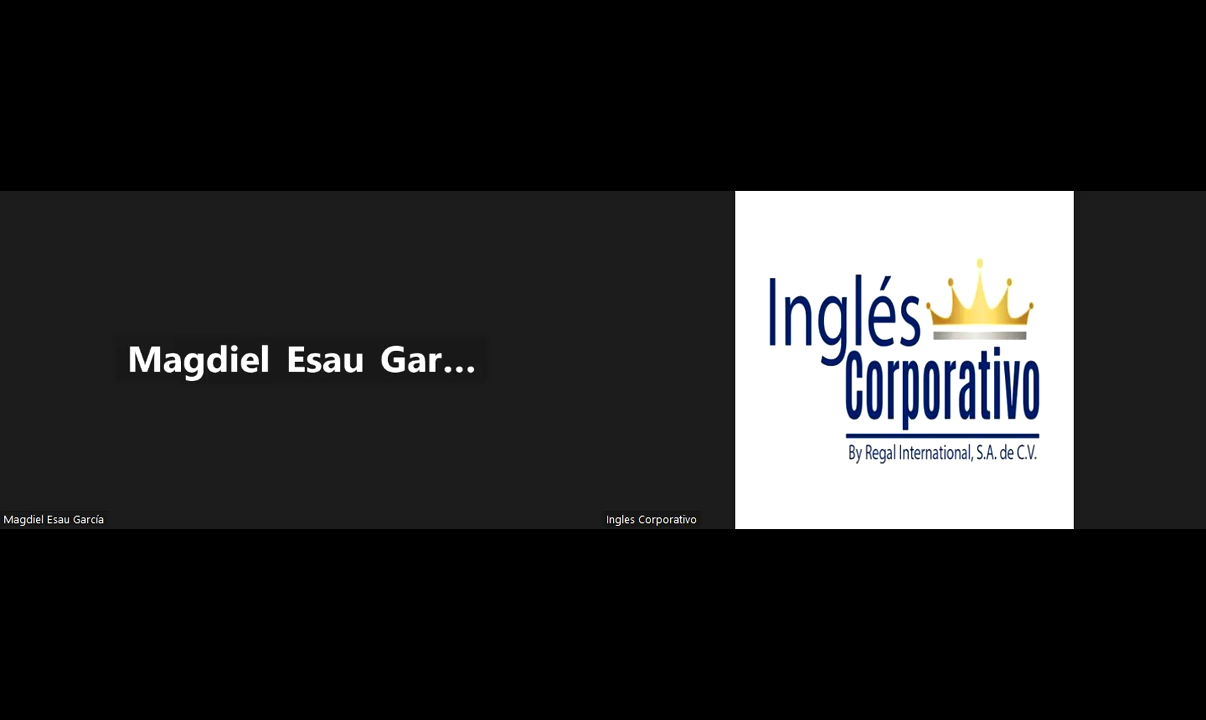 Magdiel Esau Gar...
Inglés
Corporativo
By Regal International, S.A. de C.V.
Magdiel Esau García
Ingles Corporativo